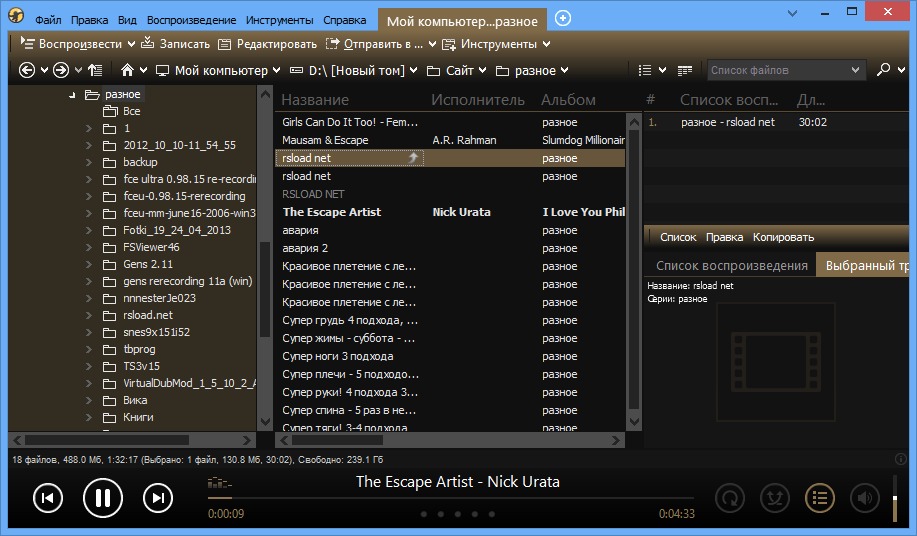 Файл Правка Вид Воспроизведение Инструменты Справка Мой компьютер...разное
Воспроизвести Записать Редактировать Отправить в ... Инструменты
Мой компьютер D:\ [Новый том] Сайт разное Список файлов
разное
Все
1
2012_10_10-11_54_55
backup
fce ultra 0.98.15 re-recording
fceu-0.98.15-rerecording
fceu-mm-june16-2006-win3
Fotki_19_24_04_2013
FSViewer46
Gens 2.11
gens rerecording 11a (win)
nnnesterJe023
rsload.net
snes9x151i52
tbprog
TS3v15
VirtualDubMod_1_5_10_2_A
Вика
Книги
Название Исполнитель Альбом
Girls Can Do It Too! - Fem... разное
Mausam & Escape A.R. Rahman Slumdog Millionair
rsload net разное
rsload net разное
RSLOAD NET
The Escape Artist Nick Urata I Love You Phil
авария разное
авария 2 разное
Красивое плетение с ле... разное
Красивое плетение с ле... разное
Красивое плетение с ле... разное
Супер грудь 4 подхода, ... разное
Супер жимы - суббота - ... разное
Супер ноги 3 подхода разное
Супер плечи - 5 подходо... разное
Супер руки! 4 подхода 3... разное
Супер спина - 5 раз в не... разное
Супер тяги! 3-4 подхода... разное
# Список восп... Дл...
1. разное - rsload net 30:02
Список Правка Копировать
Список воспроизведения Выбранный тр
Название: rsload net
Серии: разное
18 файлов, 488.0 Мб, 1:32:17 (Выбрано: 1 файл, 130.8 Мб, 30:02), Свободно: 239.1 Гб
The Escape Artist - Nick Urata
0:00:09 0:04:33